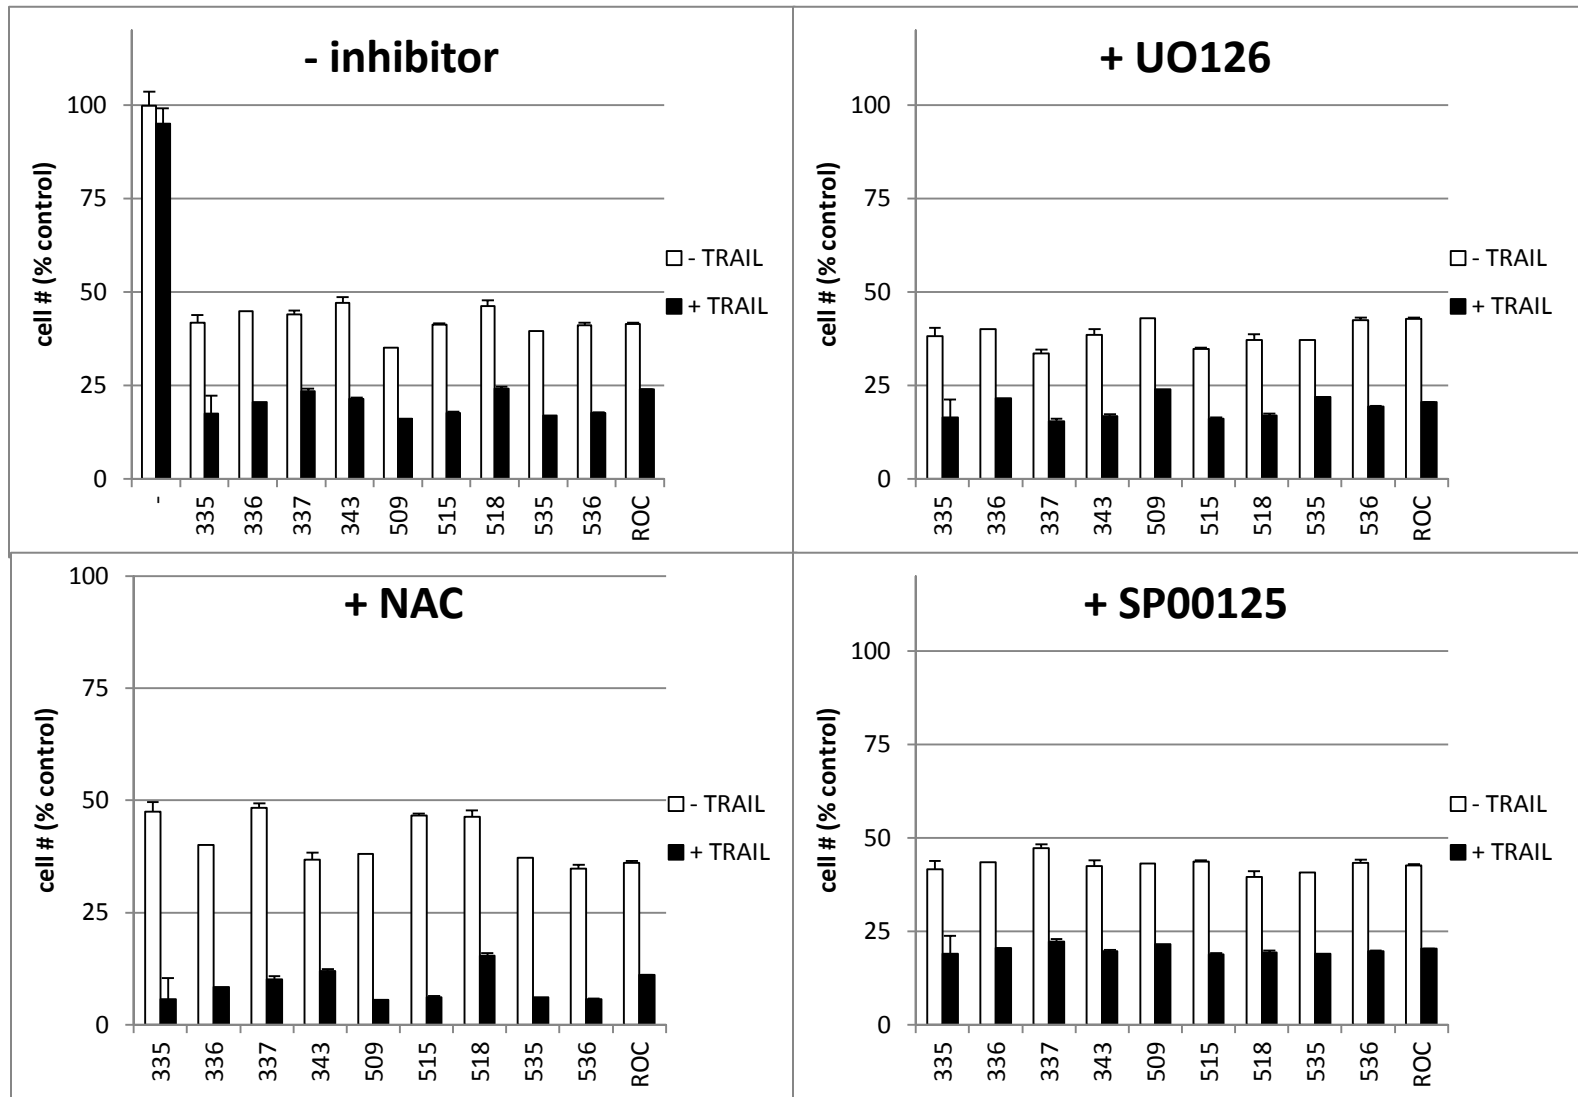 - inhibitor
100
75
50
25
0
cell # (% control)
- TRAIL
+ TRAIL
- 335 336 337 343 509 515 518 535 536 ROC
+ UO126
100
75
50
25
0
cell # (% control)
- TRAIL
+ TRAIL
335 336 337 343 509 515 518 535 536 ROC
+ NAC
100
75
50
25
0
cell # (% control)
- TRAIL
+ TRAIL
335 336 337 343 509 515 518 535 536 ROC
+ SP00125
100
75
50
25
0
cell # (% control)
- TRAIL
+ TRAIL
335 336 337 343 509 515 518 535 536 ROC